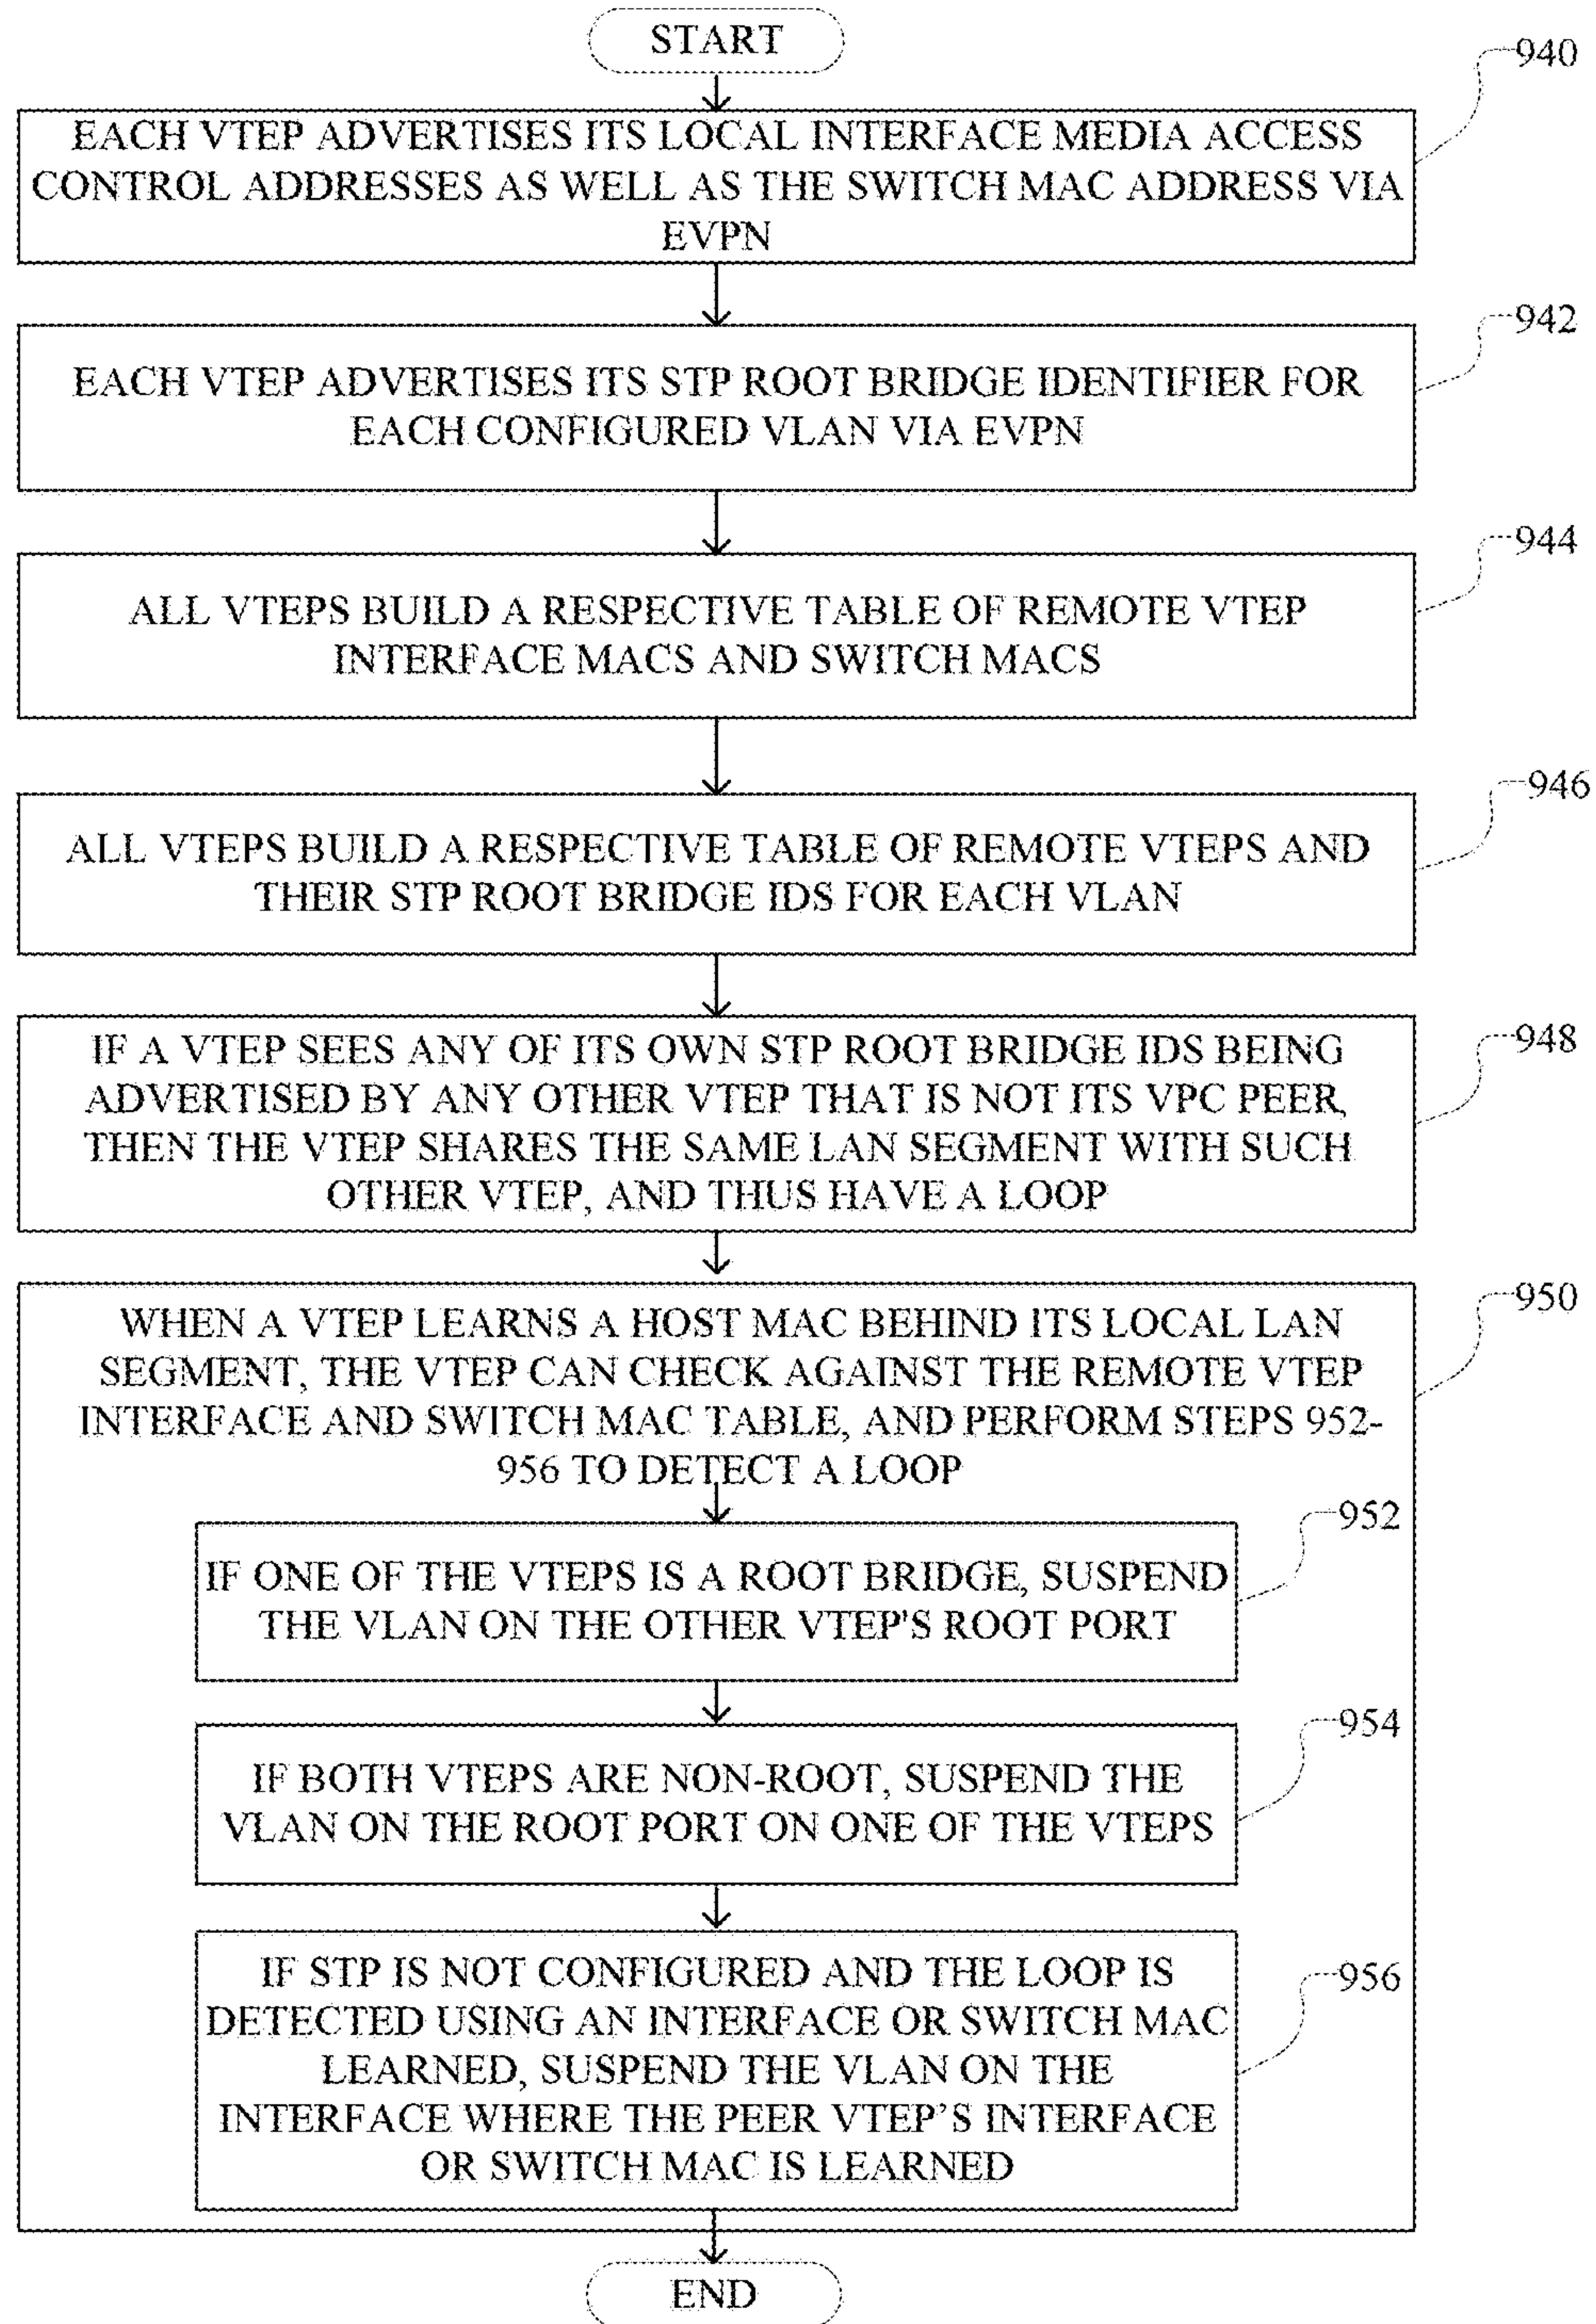 START
940
EACH VTEP ADVERTISES ITS LOCAL INTERFACE MEDIA ACCESS
CONTROL ADDRESSES AS WELL AS THE SWITCH MAC ADDRESS VIA
EVPN
942
EACH VTEP ADVERTISES ITS STP ROOT BRIDGE IDENTIFIER FOR
EACH CONFIGURED VLAN VIA EVPN
944
ALL VTEPS BUILD A RESPECTIVE TABLE OF REMOTE VTEP
INTERFACE MACS AND SWITCH MACS
946
ALL VTEPS BUILD A RESPECTIVE TABLE OF REMOTE VTEPS AND
THEIR STP ROOT BRIDGE IDS FOR EACH VLAN
948
IF A VTEP SEES ANY OF ITS OWN STP ROOT BRIDGE IDS BEING
ADVERTISED BY ANY OTHER VTEP THAT IS NOT ITS VPC PEER,
THEN THE VTEP SHARES THE SAME LAN SEGMENT WITH SUCH
OTHER VTEP, AND THUS HAVE A LOOP
950
WHEN A VTEP LEARNS A HOST MAC BEHIND ITS LOCAL LAN
SEGMENT, THE VTEP CAN CHECK AGAINST THE REMOTE VTEP
INTERFACE AND SWITCH MAC TABLE, AND PERFORM STEPS 952-
956 TO DETECT A LOOP
952
IF ONE OF THE VTEPS IS A ROOT BRIDGE, SUSPEND
THE VLAN ON THE OTHER VTEP'S ROOT PORT
954
IF BOTH VTEPS ARE NON-ROOT, SUSPEND THE
VLAN ON THE ROOT PORT ON ONE OF THE VTEPS
956
IF STP IS NOT CONFIGURED AND THE LOOP IS
DETECTED USING AN INTERFACE OR SWITCH MAC
LEARNED, SUSPEND THE VLAN ON THE
INTERFACE WHERE THE PEER VTEP’S INTERFACE
OR SWITCH MAC IS LEARNED
END